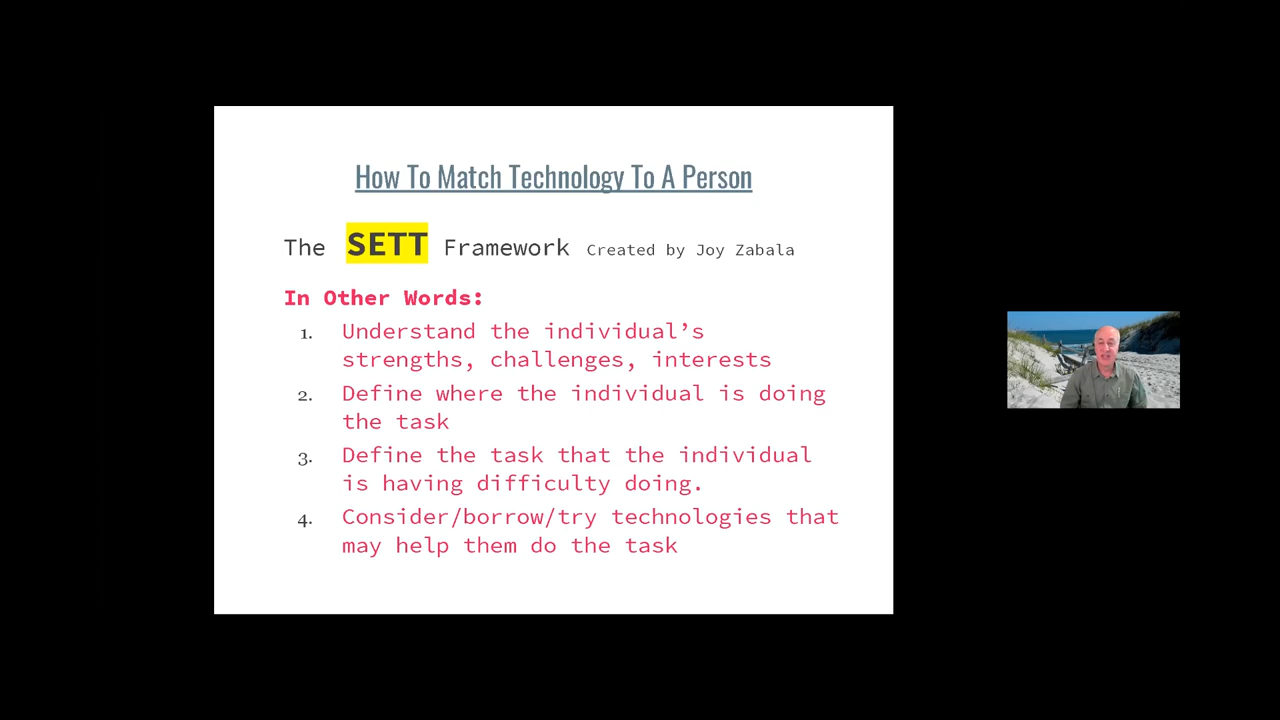 How To Match Technology To A Person
The SETT Framework Created by Joy Zabala
In Other Words:
1. Understand the individual’s
strengths, challenges, interests
2. Define where the individual is doing
the task
3. Define the task that the individual
is having difficulty doing.
4. Consider/borrow/try technologies that
may help them do the task